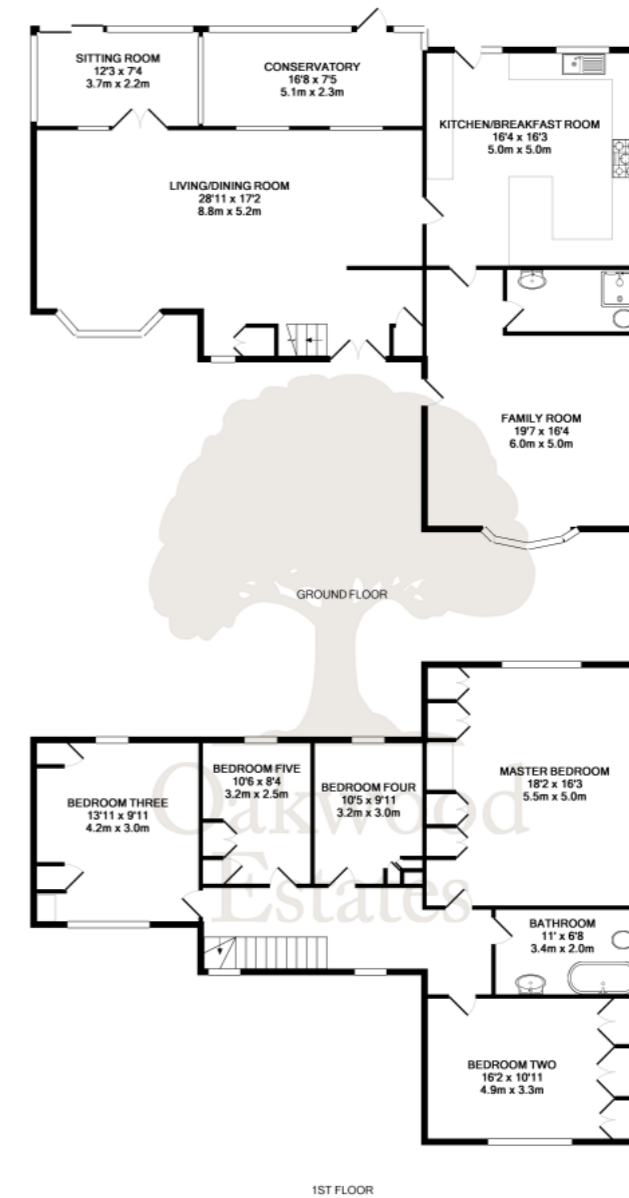 SITTING ROOM
12'3 x 7'4
3.7m x 2.2m
CONSERVATORY
16'8 x 7'5
5.1m x 2.3m
KITCHEN/BREAKFAST ROOM
16'4 x 16'3
5.0m x 5.0m
LIVING/DINING ROOM
28'11 x 17'2
8.8m x 5.2m
FAMILY ROOM
19'7 x 16'4
6.0m x 5.0m
GROUND FLOOR
MASTER BEDROOM
18'2 x 16'3
5.5m x 5.0m
BEDROOM FIVE
10'6 x 8'4
3.2m x 2.5m
BEDROOM FOUR
10'5 x 9'11
3.2m x 3.0m
BEDROOM THREE
13'11 x 9'11
4.2m x 3.0m
Oakwood
Estates
BATHROOM
11' x 6'8
3.4m x 2.0m
BEDROOM TWO
16'2 x 10'11
4.9m x 3.3m
1ST FLOOR